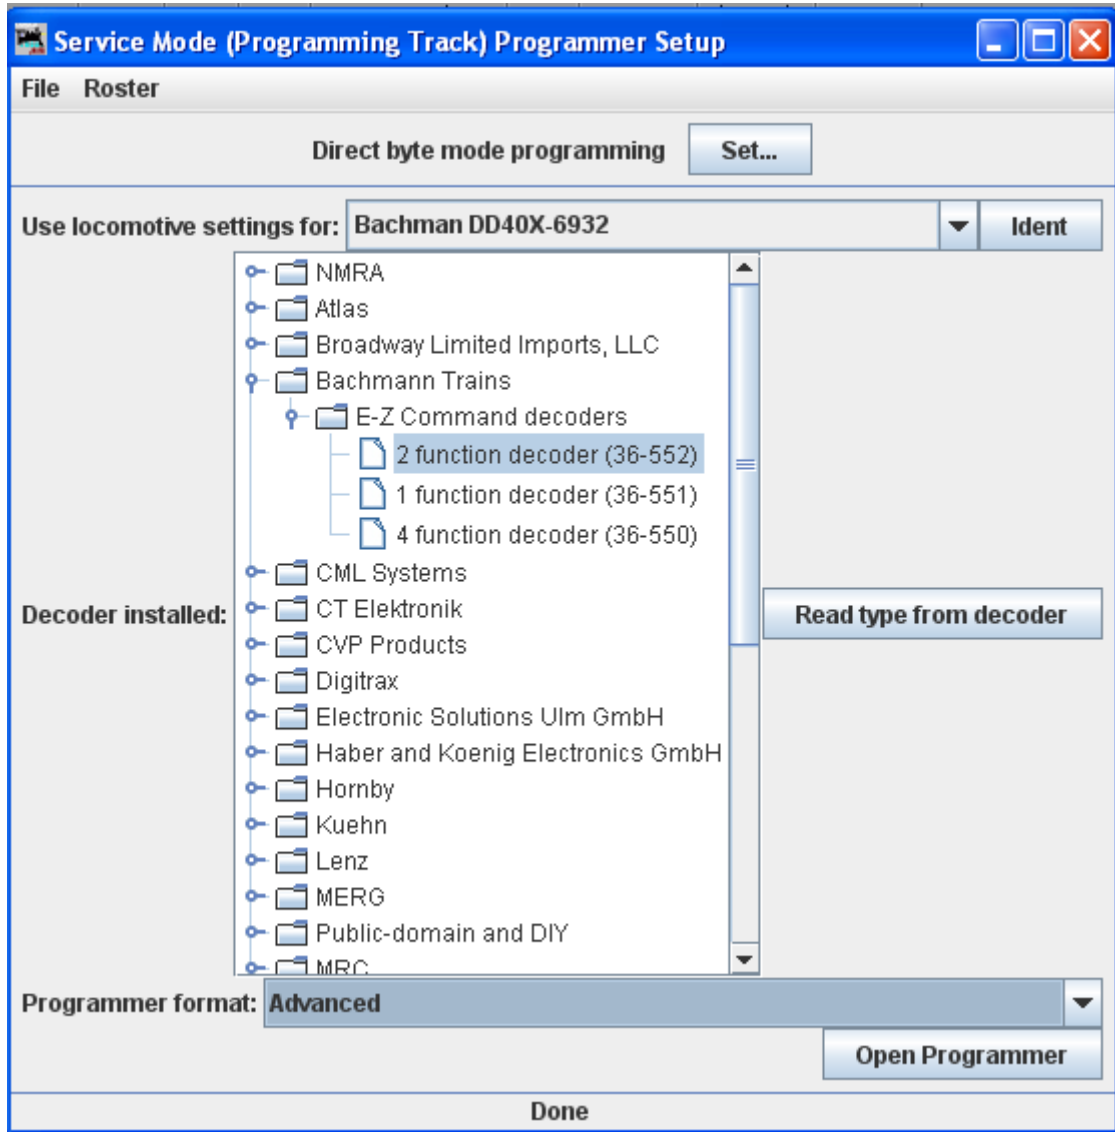 Service Mode (Programming Track) Programmer Setup
File Roster
Direct byte mode programming Set...
Use locomotive settings for: Bachman DD40X-6932 Ident
NMRA
Atlas
Broadway Limited Imports, LLC
Bachmann Trains
E-Z Command decoders
2 function decoder (36-552)
1 function decoder (36-551)
4 function decoder (36-550)
CML Systems
CT Elektronik
Decoder installed:
Read type from decoder
CVP Products
Digitrax
Electronic Solutions Ulm GmbH
Haber and Koenig Electronics GmbH
Hornby
Kuehn
Lenz
MERG
Public-domain and DIY
MRC
Programmer format: Advanced
Open Programmer
Done